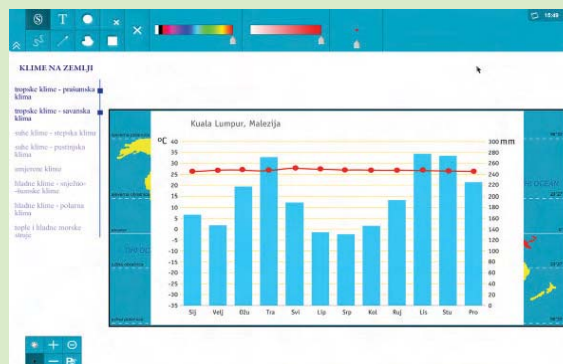 S T
15:49
KLIME NA ZEMLJI
tropske klime - prašumska
klima
tropske klime - savanska
klima
suhe klime - stepska klima
suhe klime - pustinjska
klima
umjerene klime
hladne klime - snježno-
-šumske klime
hladne klime - polarna
klima
tople i hladne morske
struje
Kuala Lumpur, Malezija
°C
40
35
30
25
20
15
10
5
0
-5
-10
-15
-20
-25
-30
-35
300 mm
280
260
240
220
200
180
160
140
120
100
80
60
40
20
0
Sij Velj Ožu Tra Svi Lip Srp Kol Ruj Lis Stu Pro
OCEAN